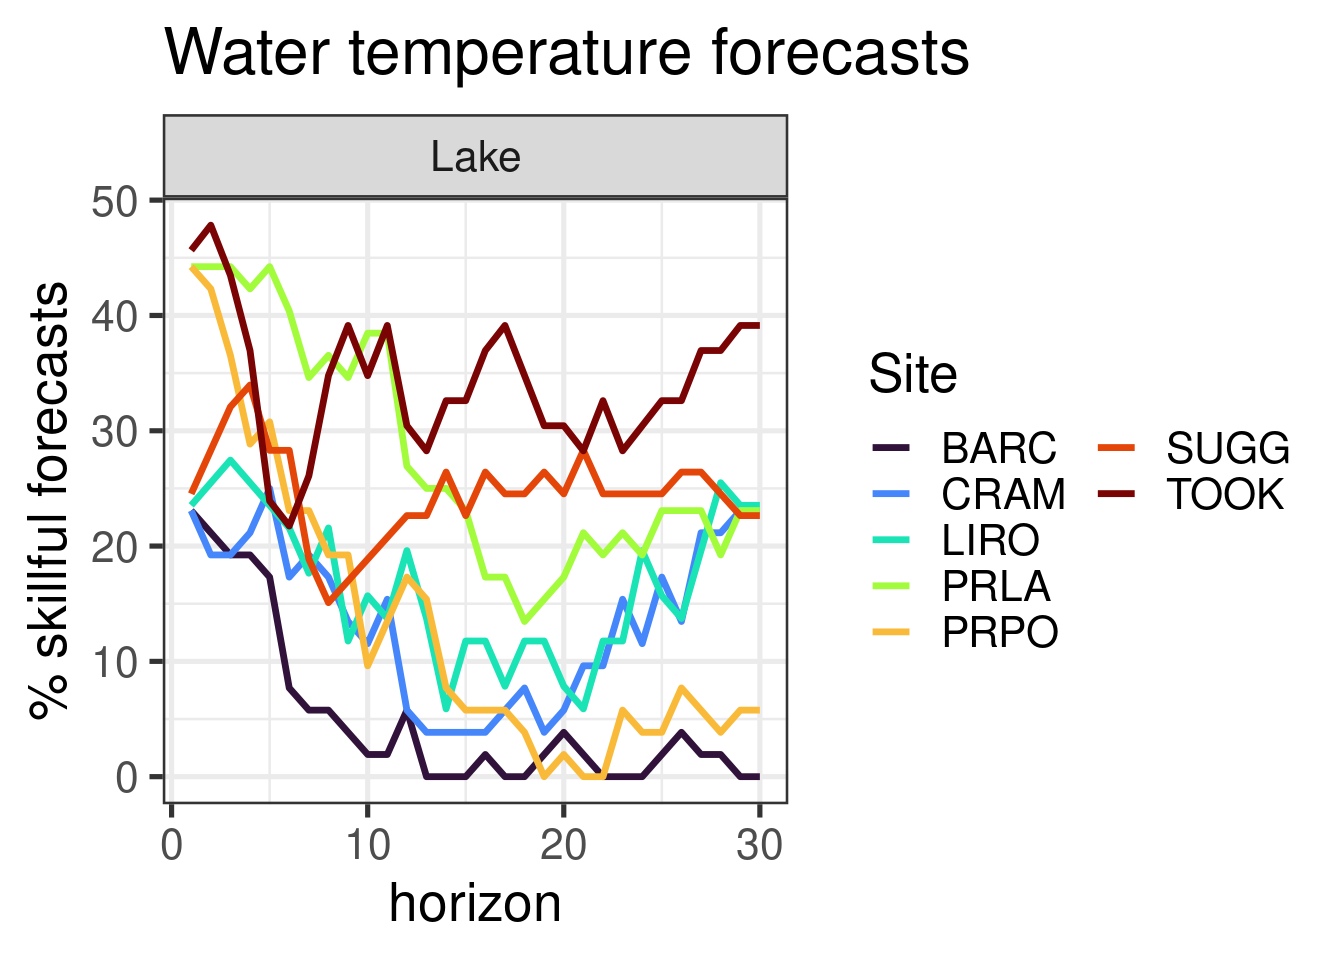 Water temperature forecasts
Lake
50
40
30
20
10
0
% skillful forecasts
0 10 20 30
horizon
Site
BARC SUGG
CRAM TOOK
LIRO
PRLA
PRPO